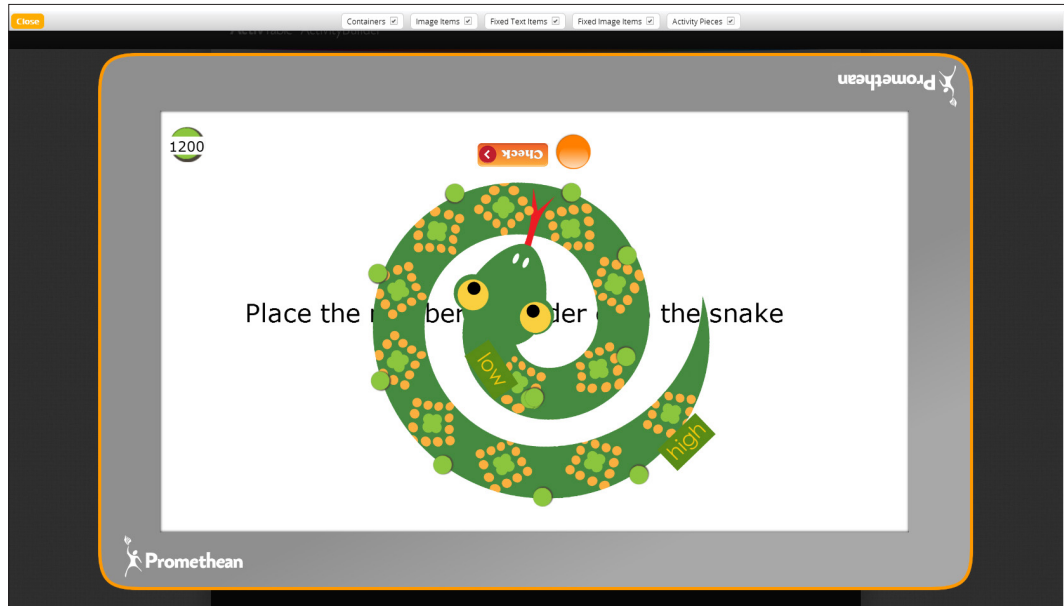 Close
Containers
Image Items
Fixed Text Items
Fixed Image Items
Activity Pieces
Promethean
1200
Check
Place the ber der the snake
low
high
Promethean